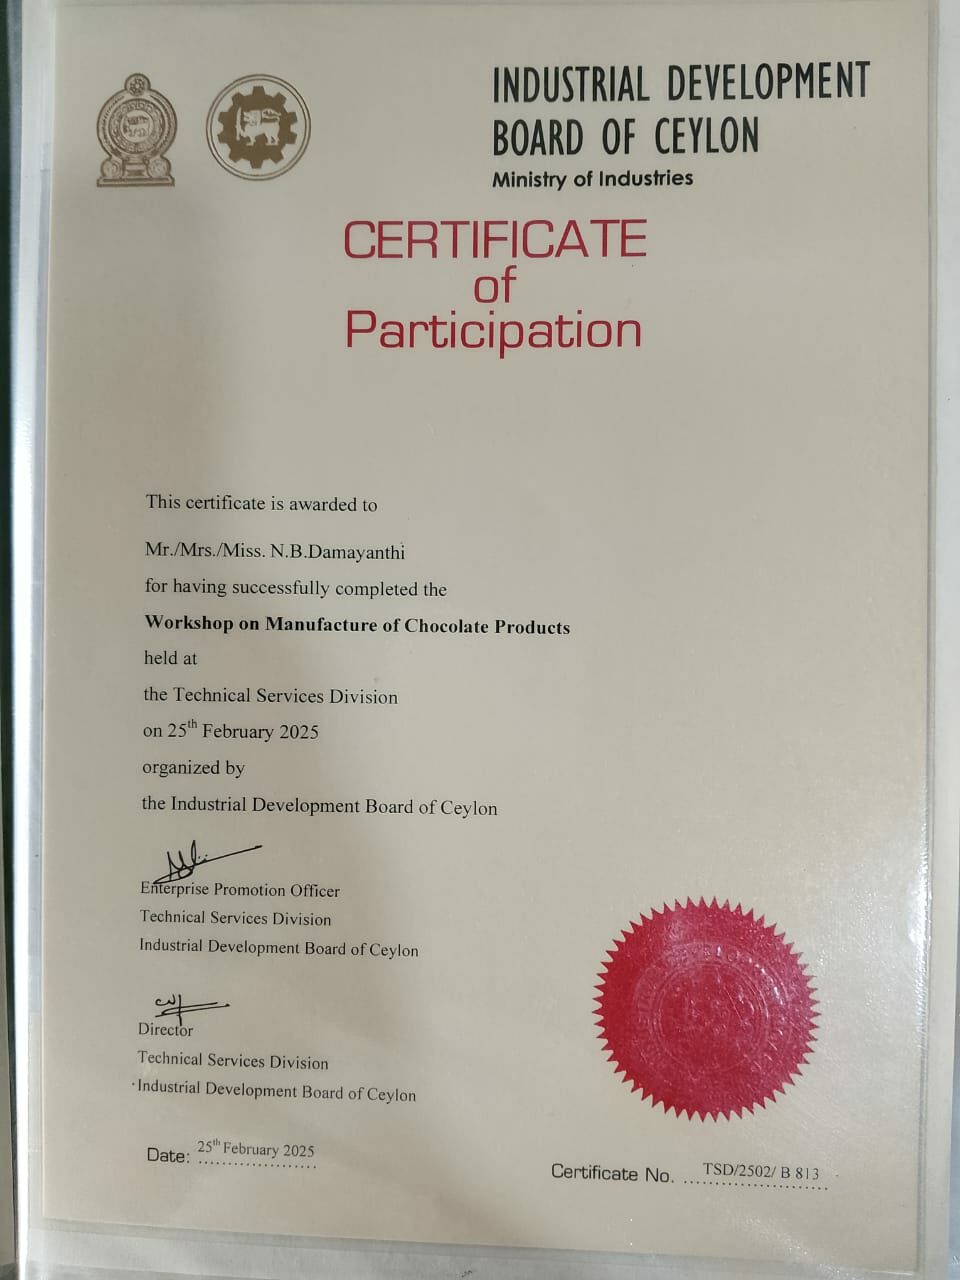 INDUSTRIAL DEVELOPMENT
BOARD OF CEYLON
Ministry of Industries
CERTIFICATE
of
Participation
This certificate is awarded to
Mr./Mrs./Miss. N.B.Damayanthi
for having successfully completed the
Workshop on Manufacture of Chocolate Products
held at
the Technical Services Division
on 25th February 2025
organized by
the Industrial Development Board of Ceylon
Enterprise Promotion Officer
Technical Services Division
Industrial Development Board of Ceylon
Director
Technical Services Division
Industrial Development Board of Ceylon
Date: 25th February 2025
Certificate No. TSD/2502/ B 813